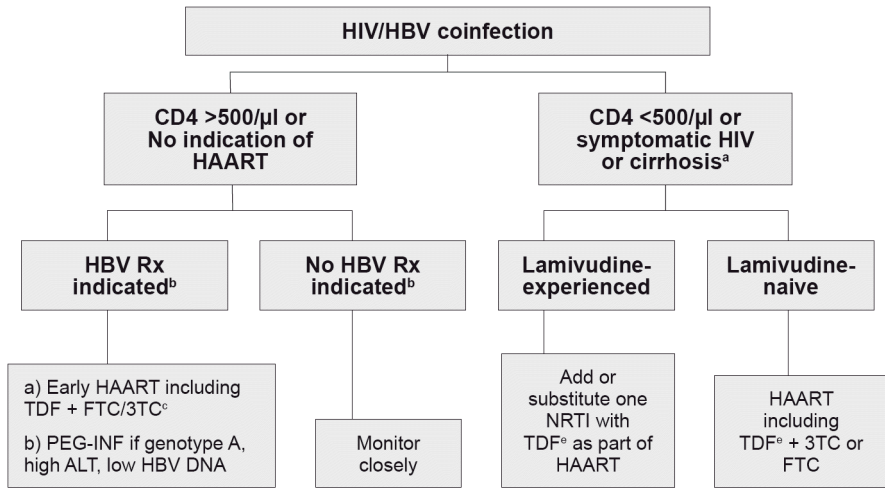 HIV/HBV coinfection
CD4 >500/µl or
No indication of
HAART
CD4 <500/µl or
symptomatic HIV
or cirrhosisᵃ
HBV Rx
indicatedᵇ
No HBV Rx
indicatedᵇ
Lamivudine-
experienced
Lamivudine-
naive
a) Early HAART including
TDF + FTC/3TCᶜ
b) PEG-INF if genotype A,
high ALT, low HBV DNA
Monitor
closely
Add or
substitute one
NRTI with
TDFᵉ as part of
HAART
HAART
including
TDFᵉ + 3TC or
FTC